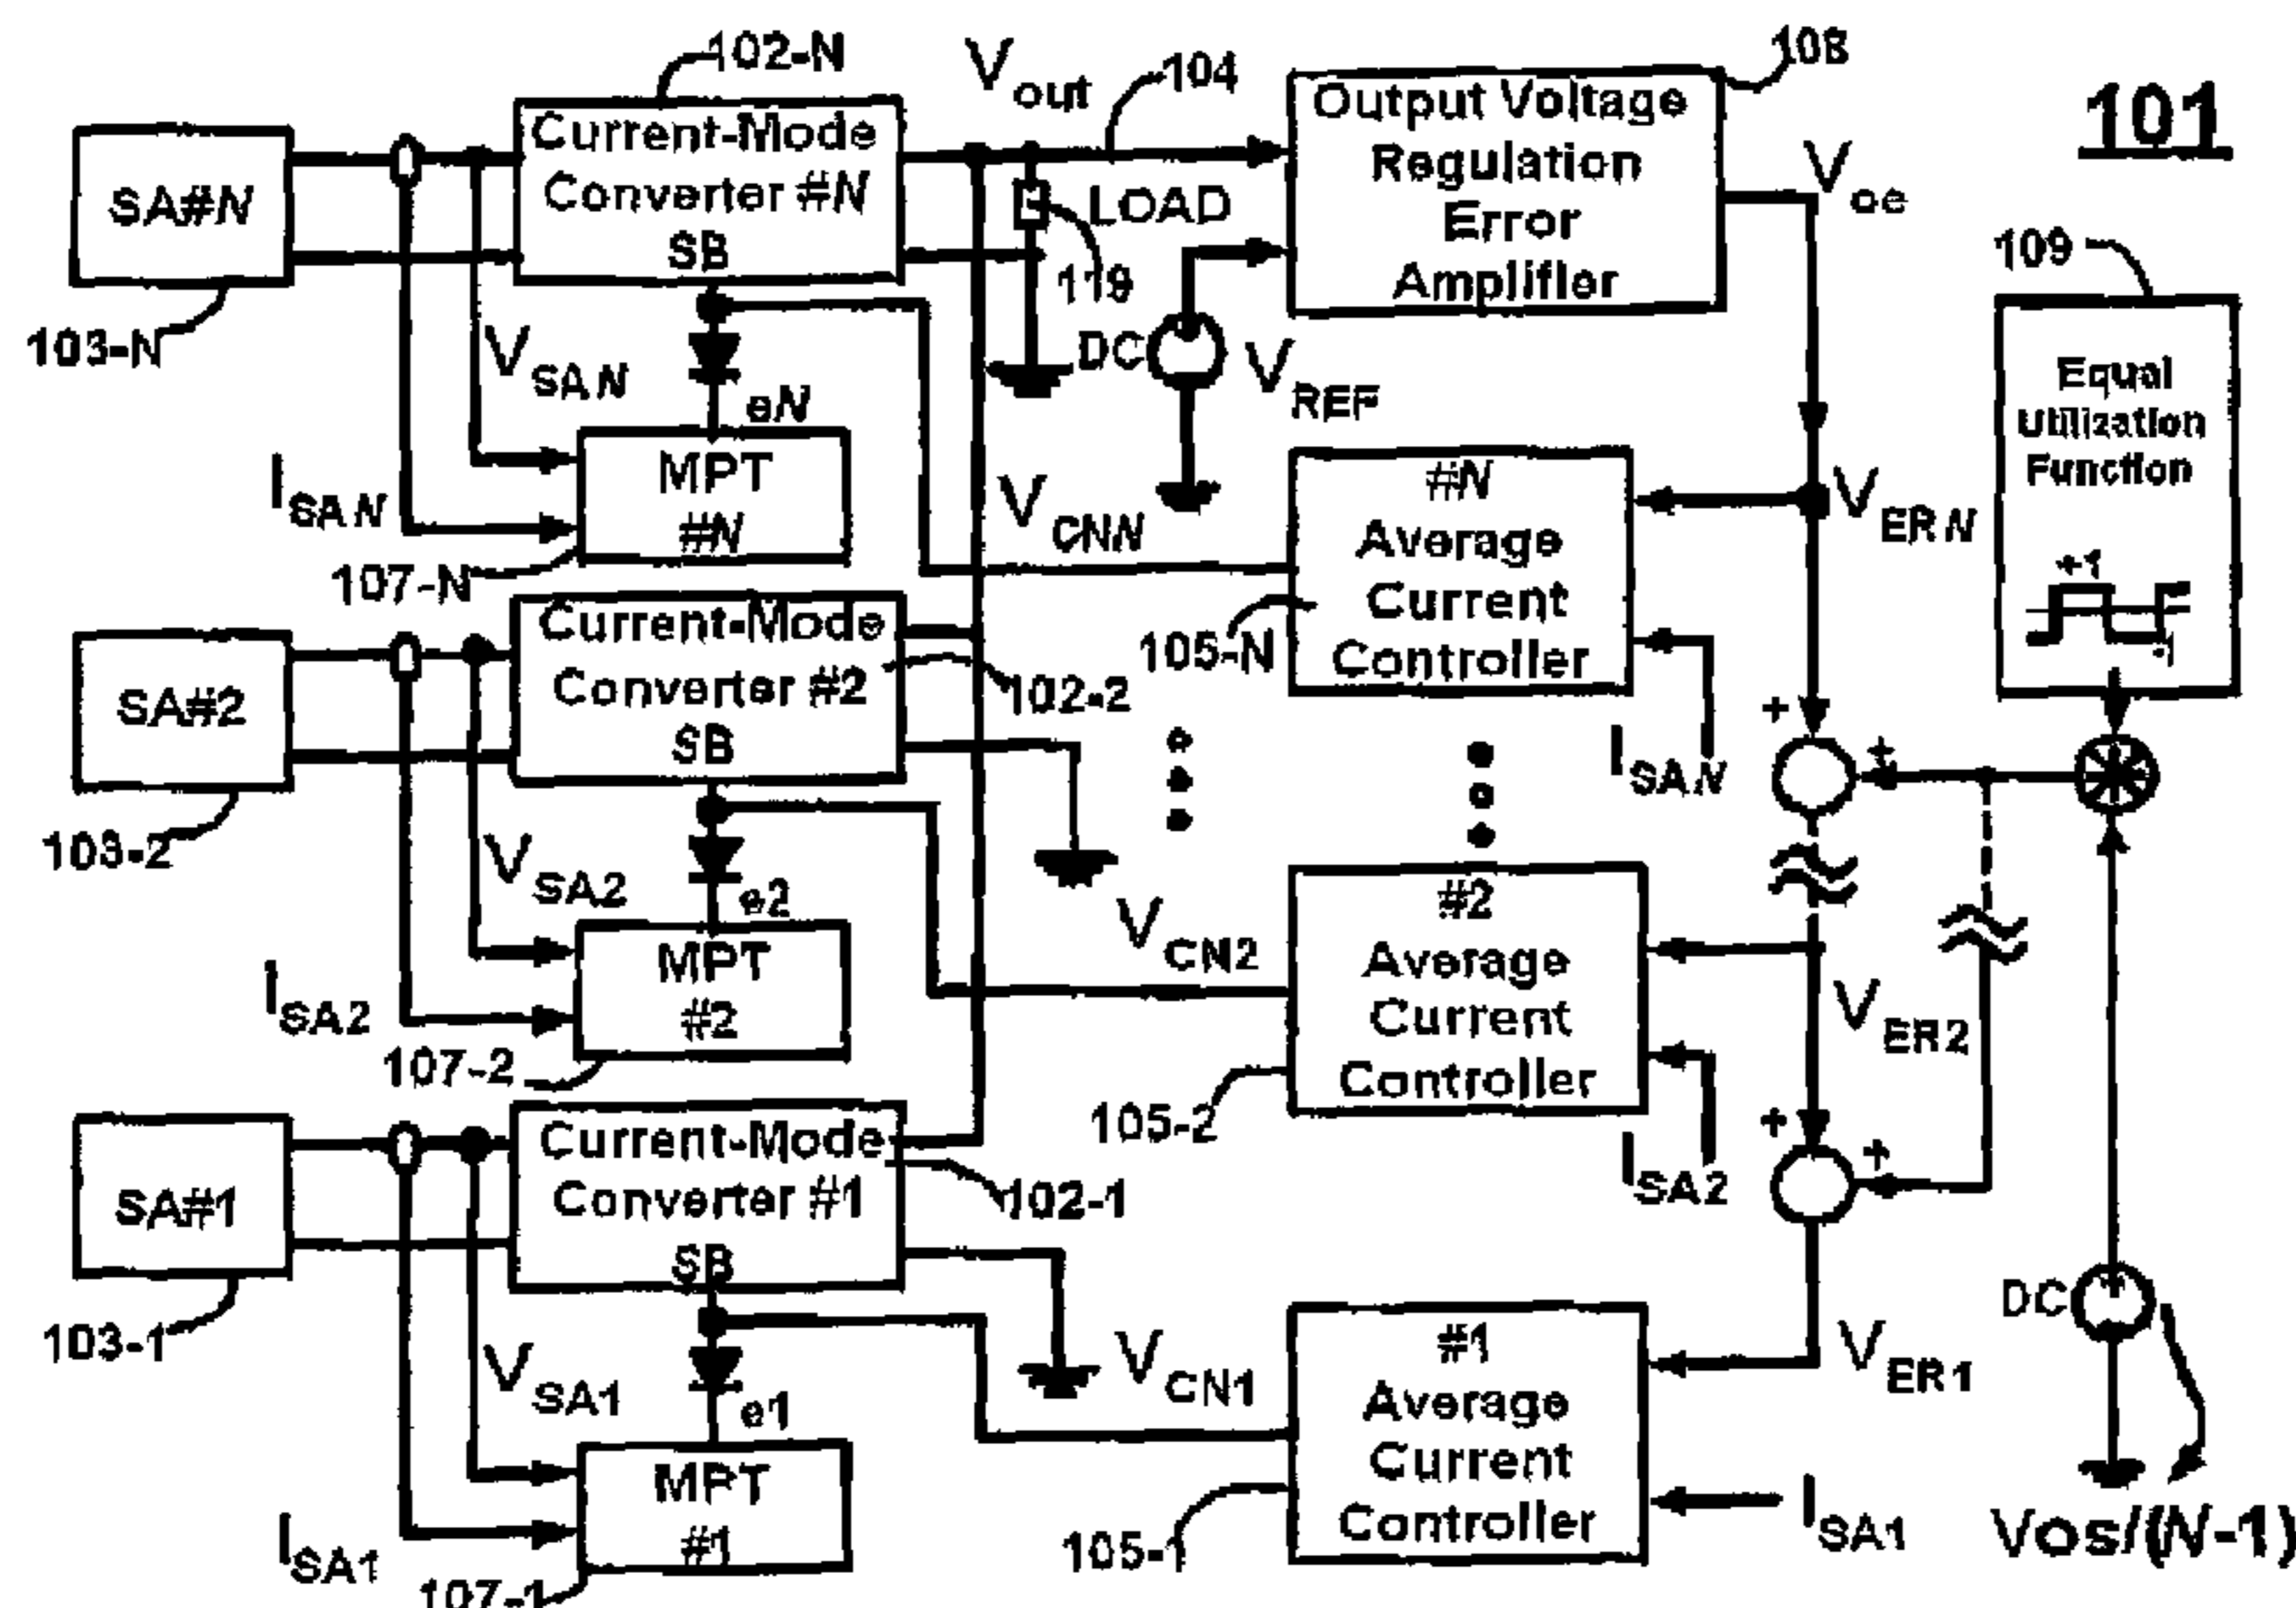 102-N
Vout
104
108
101
SA#N
Current-Mode
Converter #N
SB
LOAD
119
Output Voltage
Regulation
Error
Amplifier
Voe
109
103-N
VSAN
eN
DC
VREF
Equal
Utilization
Function
+1
-1
ISAN
MPT
#N
107-N
VCNN
#N
Average
Current
Controller
105-N
VERN
ISAN
SA#2
Current-Mode
Converter #2
SB
102-2
+
+
103-2
VSA2
e2
ISA2
MPT
#2
107-2
VCN2
#2
Average
Current
Controller
105-2
VER2
ISA2
SA#1
Current-Mode
Converter #1
SB
102-1
+
+
103-1
VSA1
e1
ISA1
MPT
#1
107-1
VCN1
#1
Average
Current
Controller
105-1
VER1
ISA1
DC
Vos/(N-1)